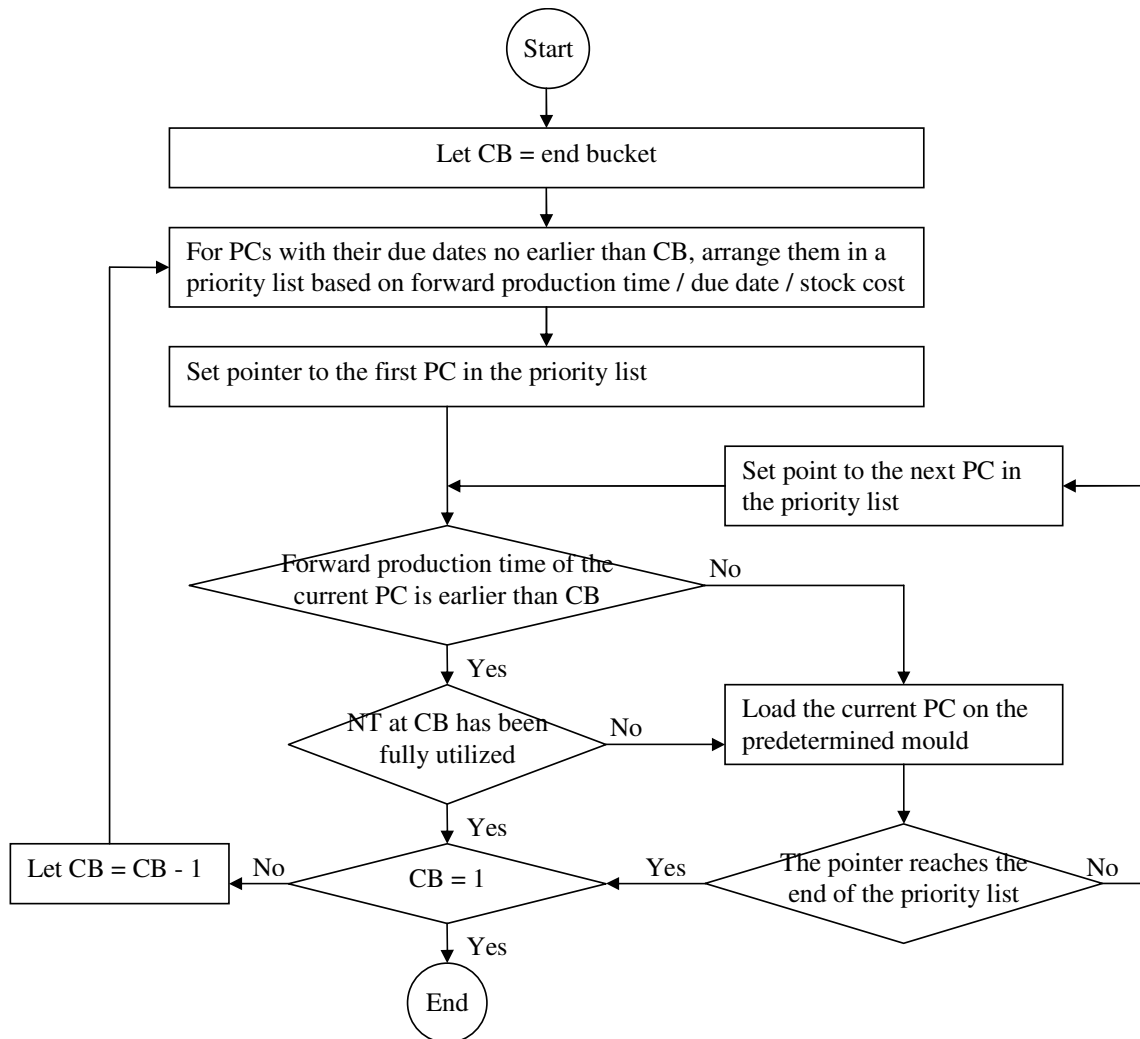 Start
Let CB = end bucket
For PCs with their due dates no earlier than CB, arrange them in a
priority list based on forward production time / due date / stock cost
Set pointer to the first PC in the priority list
Set point to the next PC in
the priority list
Forward production time of the
current PC is earlier than CB
No
Yes
NT at CB has been
fully utilized
No
Load the current PC on the
predetermined mould
Yes
Let CB = CB - 1
No
CB = 1
Yes
The pointer reaches the
end of the priority list
No
Yes
End